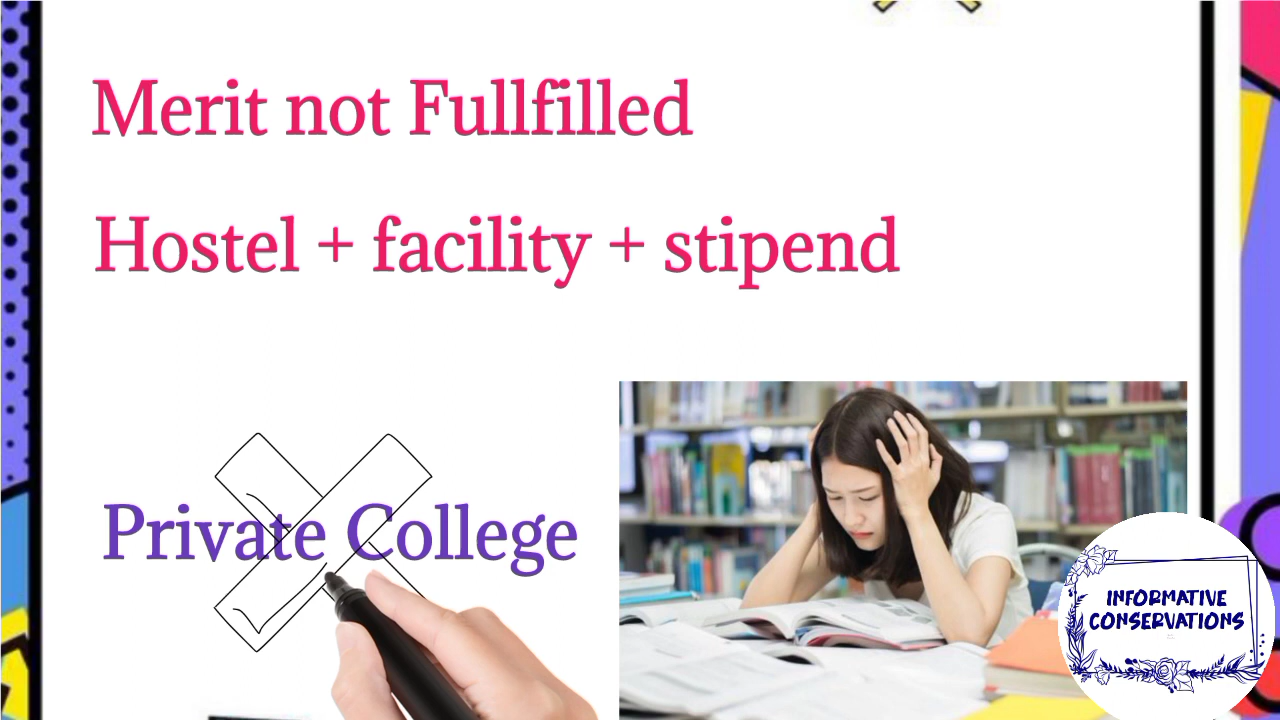 Merit not Fullfilled
Hostel + facility + stipend
Private College
INFORMATIVE
CONSERVATIONS